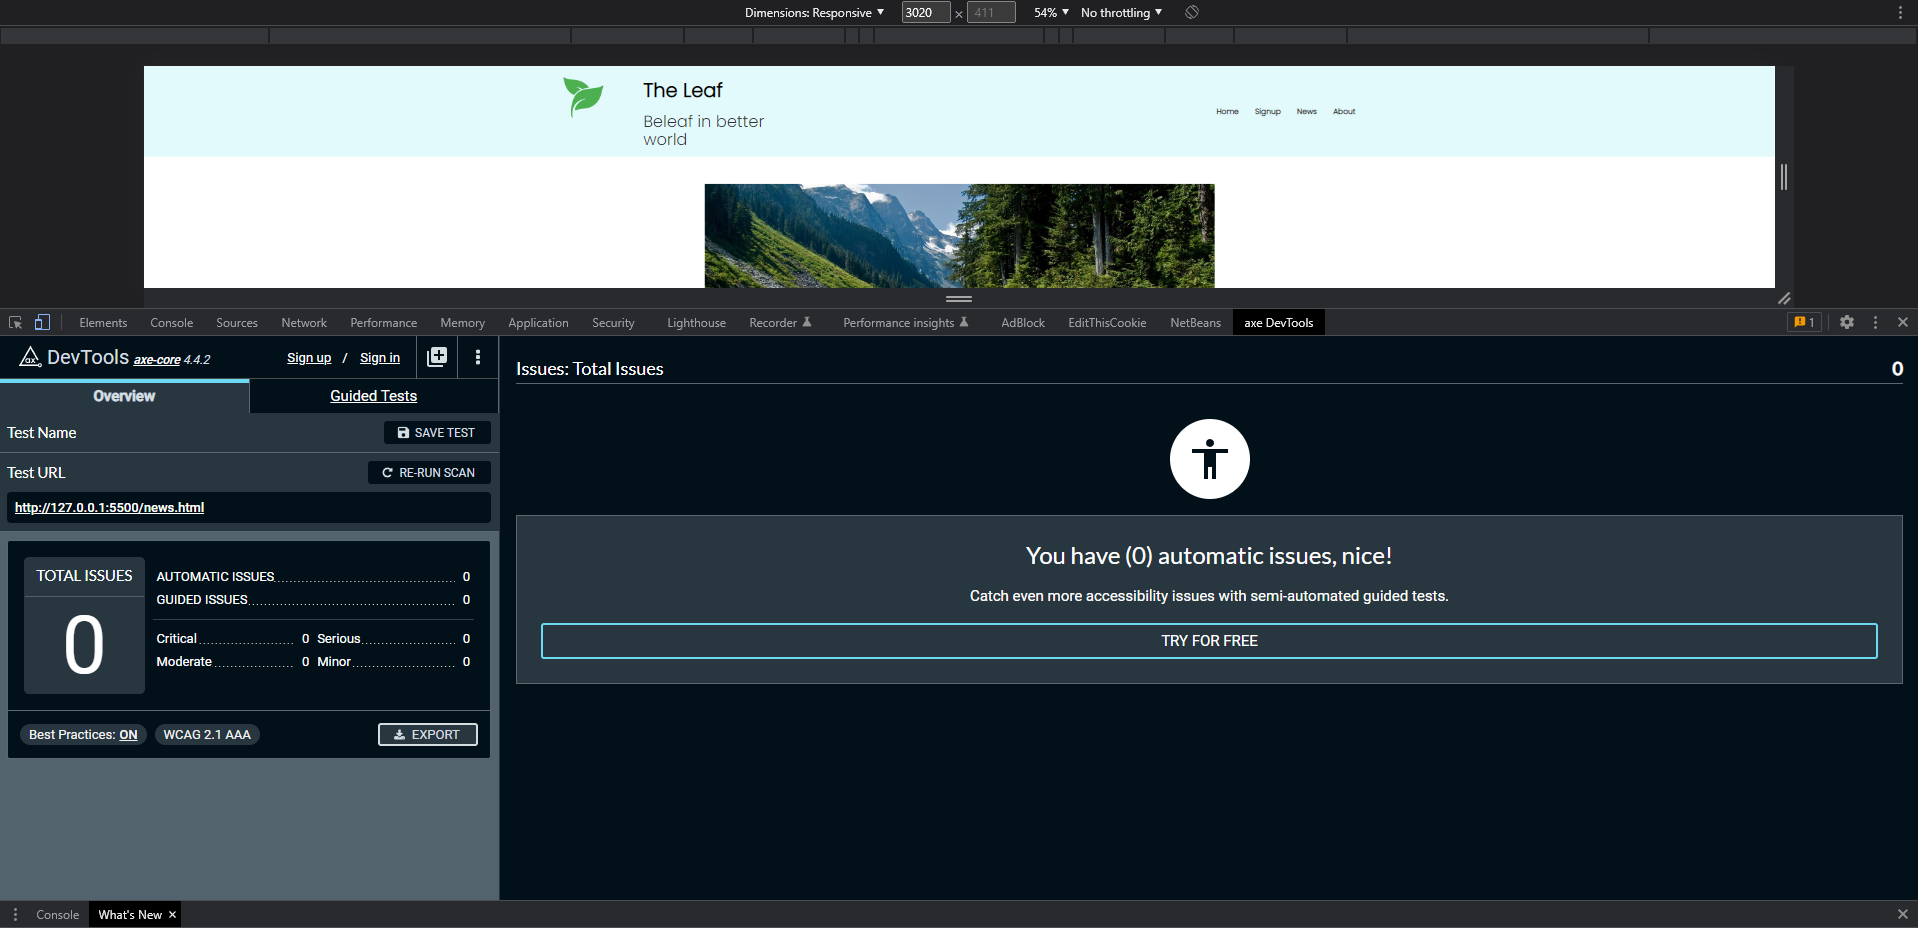 Dimensions: Responsive ▼ 3020 × 411 54% ▼ No throttling ▼
The Leaf
Beleaf in better
world
Home Signup News About
Elements Console Sources Network Performance Memory Application Security Lighthouse Recorder Performance insights AdBlock EditThisCookie NetBeans axe DevTools 1
ax DevTools axe-core 4.4.2 Sign up / Sign in
Overview Guided Tests
Test Name SAVE TEST
Test URL RE-RUN SCAN
http://127.0.0.1:5500/news.html
TOTAL ISSUES
0
AUTOMATIC ISSUES 0
GUIDED ISSUES 0
Critical 0 Serious 0
Moderate 0 Minor 0
Best Practices: ON WCAG 2.1 AAA EXPORT
Issues: Total Issues 0
You have (0) automatic issues, nice!
Catch even more accessibility issues with semi-automated guided tests.
TRY FOR FREE
Console What's New ×